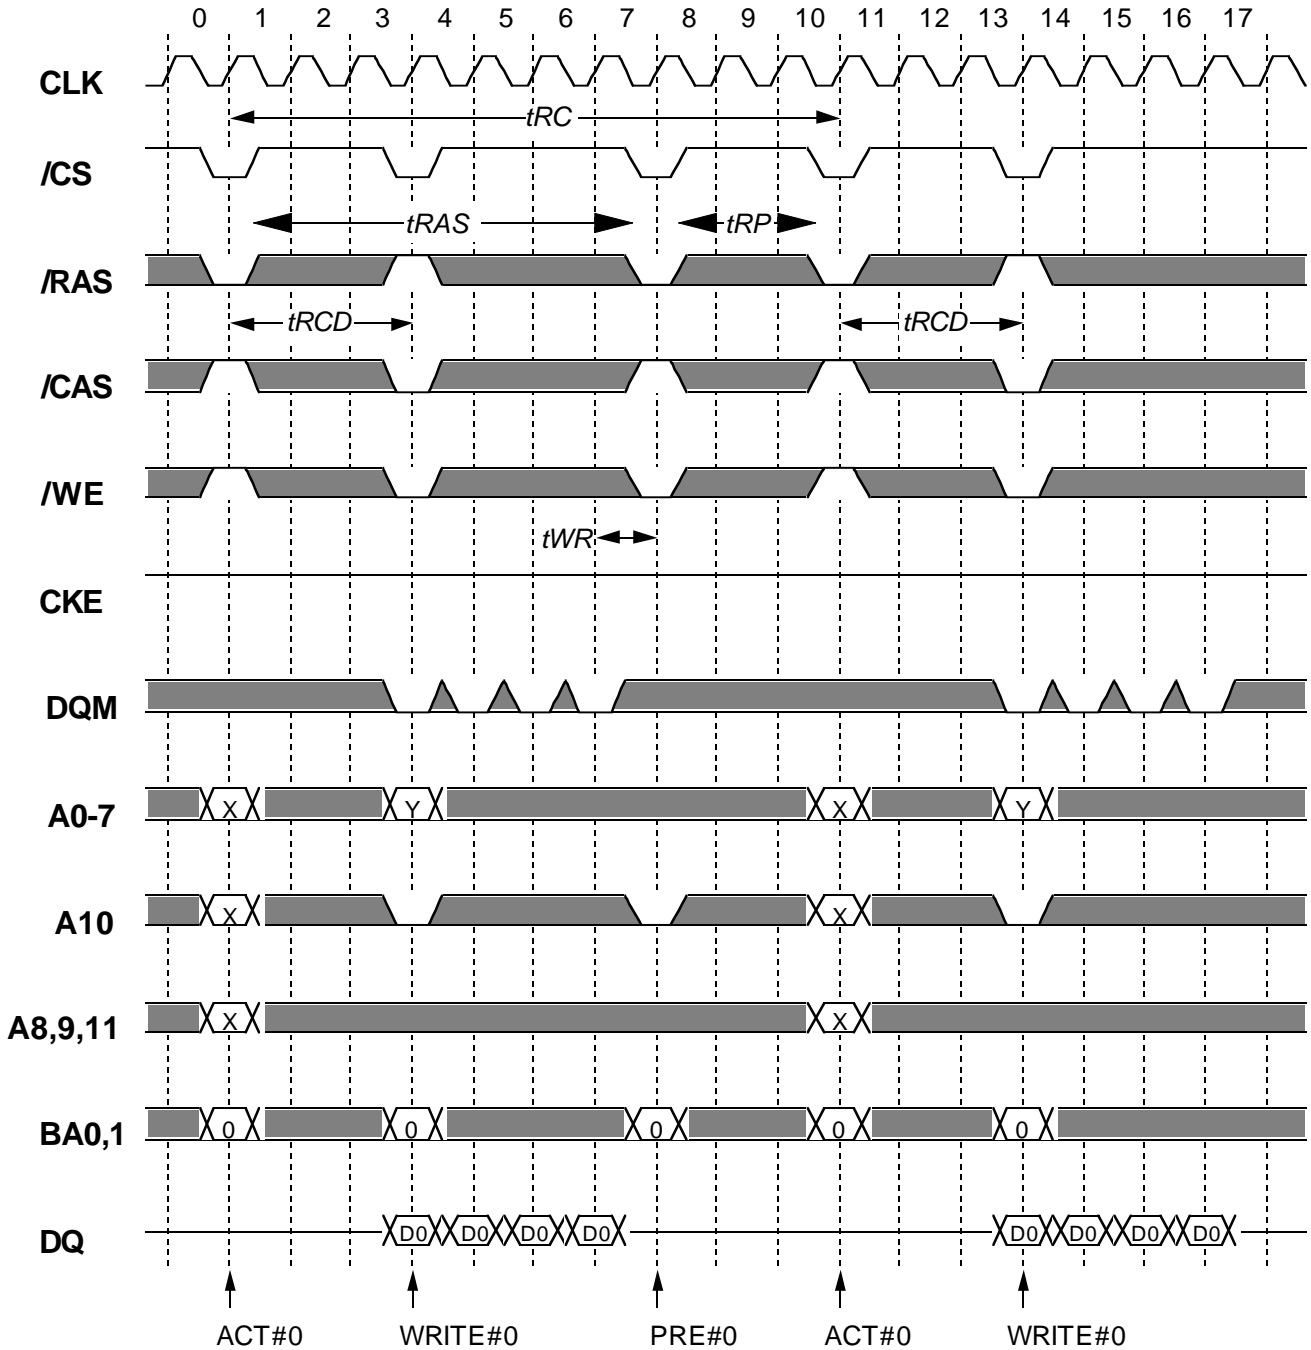 0 1 2 3 4 5 6 7 8 9 10 11 12 13 14 15 16 17
CLK
tRC
/CS
tRAS tRP
/RAS
tRCD tRCD
/CAS
/WE
tWR
CKE
DQM
A0-7 X Y X Y
A10 X X
A8,9,11 X X
BA0,1 0 0 0 0 0
DQ D0 D0 D0 D0 D0 D0 D0 D0
ACT#0 WRITE#0 PRE#0 ACT#0 WRITE#0